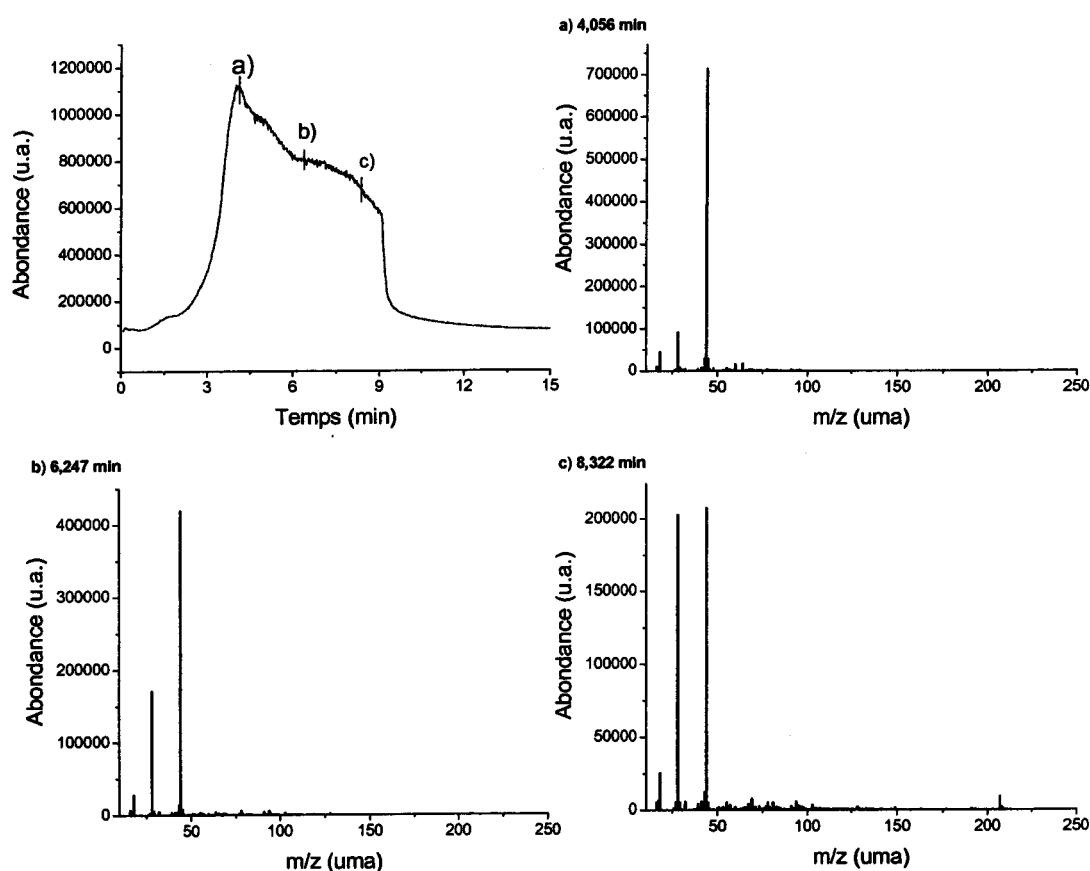 a)
b)
c)
Abondance (u.a.)
1200000
1000000
800000
600000
400000
200000
0
0 3 6 9 12 15
Temps (min)
a) 4,056 min
Abondance (u.a.)
700000
600000
500000
400000
300000
200000
100000
0
50 100 150 200 250
m/z (uma)
b) 6,247 min
Abondance (u.a.)
400000
300000
200000
100000
0
50 100 150 200 250
m/z (uma)
c) 8,322 min
Abondance (u.a.)
200000
150000
100000
50000
0
50 100 150 200 250
m/z (uma)